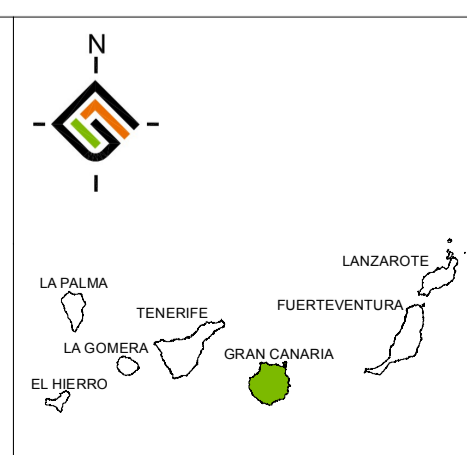 N
LANZAROTE
LA PALMA
FUERTEVENTURA
TENERIFE
LA GOMERA
GRAN CANARIA
EL HIERRO